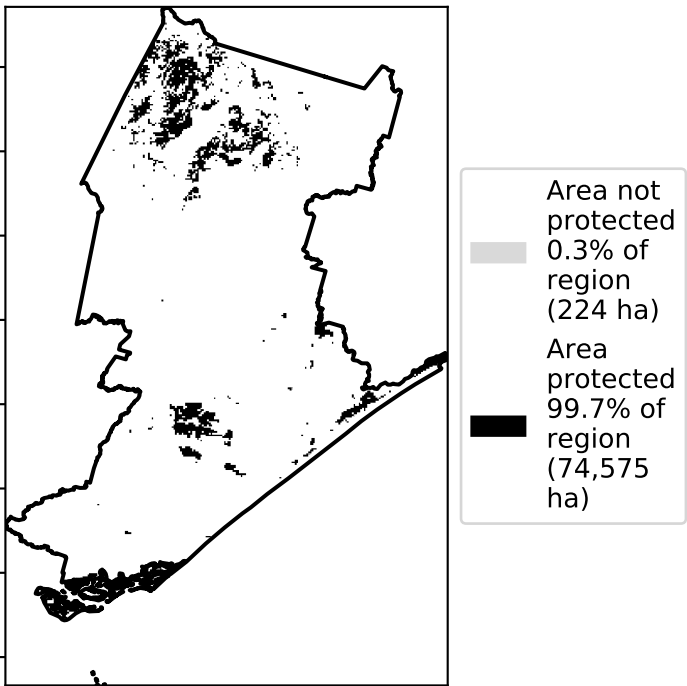 Area not
protected
0.3% of
region
(224 ha)
Area
protected
99.7% of
region
(74,575
ha)